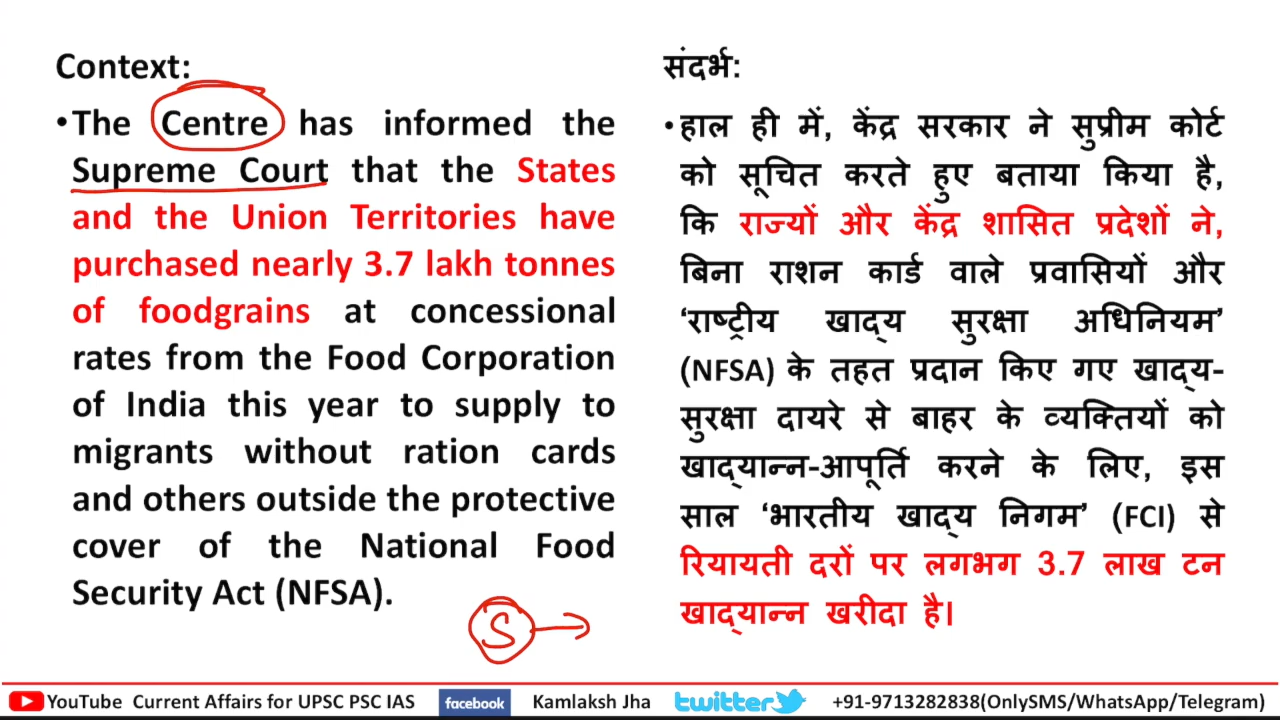 Context:
•The Centre has informed the
Supreme Court that the States
and the Union Territories have
purchased nearly 3.7 lakh tonnes
of foodgrains at concessional
rates from the Food Corporation
of India this year to supply to
migrants without ration cards
and others outside the protective
cover of the National Food
Security Act (NFSA).
S
संदर्भ:
•हाल ही में, केंद्र सरकार ने सुप्रीम कोर्ट
को सूचित करते हुए बताया किया है,
कि राज्यों और केंद्र शासित प्रदेशों ने,
बिना राशन कार्ड वाले प्रवासियों और
‘राष्ट्रीय खाद्य सुरक्षा अधिनियम’
(NFSA) के तहत प्रदान किए गए खाद्य-
सुरक्षा दायरे से बाहर के व्यक्तियों को
खाद्यान्न-आपूर्ति करने के लिए, इस
साल ‘भारतीय खाद्य निगम’ (FCI) से
रियायती दरों पर लगभग 3.7 लाख टन
खाद्यान्न खरीदा है।
YouTube Current Affairs for UPSC PSC IAS facebook Kamlaksh Jha twitter +91-9713282838(OnlySMS/WhatsApp/Telegram)